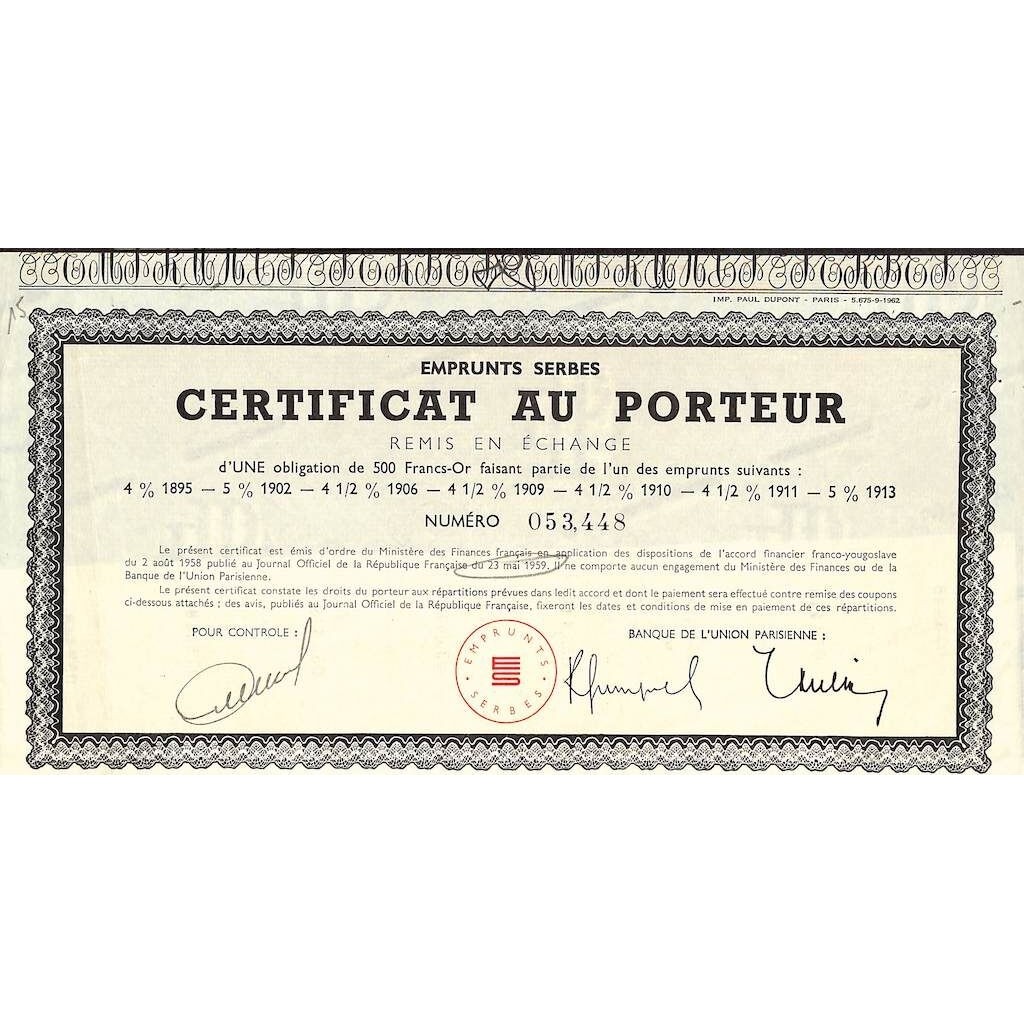 IMP. PAUL DUPONT - PARIS - 5.675-9-1962
15
EMPRUNTS SERBES
CERTIFICAT AU PORTEUR
REMIS EN ÉCHANGE
d'UNE obligation de 500 Francs-Or faisant partie de l'un des emprunts suivants :
4 % 1895 — 5 % 1902 — 4 1/2 % 1906 — 4 1/2 % 1909 — 4 1/2 % 1910 — 4 1/2 % 1911 — 5 % 1913
NUMÉRO 053,448
Le présent certificat est émis d'ordre du Ministère des Finances français en application des dispositions de l'accord financier franco-yougoslave
du 2 août 1958 publié au Journal Officiel de la République Française du 23 mai 1959. Il ne comporte aucun engagement du Ministère des Finances ou de la
Banque de l'Union Parisienne.
Le présent certificat constate les droits du porteur aux répartitions prévues dans ledit accord et dont le paiement sera effectué contre remise des coupons
ci-dessous attachés ; des avis, publiés au Journal Officiel de la République Française, fixeront les dates et conditions de mise en paiement de ces répartitions.
POUR CONTROLE :
BANQUE DE L'UNION PARISIENNE :
EMPRUNTS
ES
SERBES